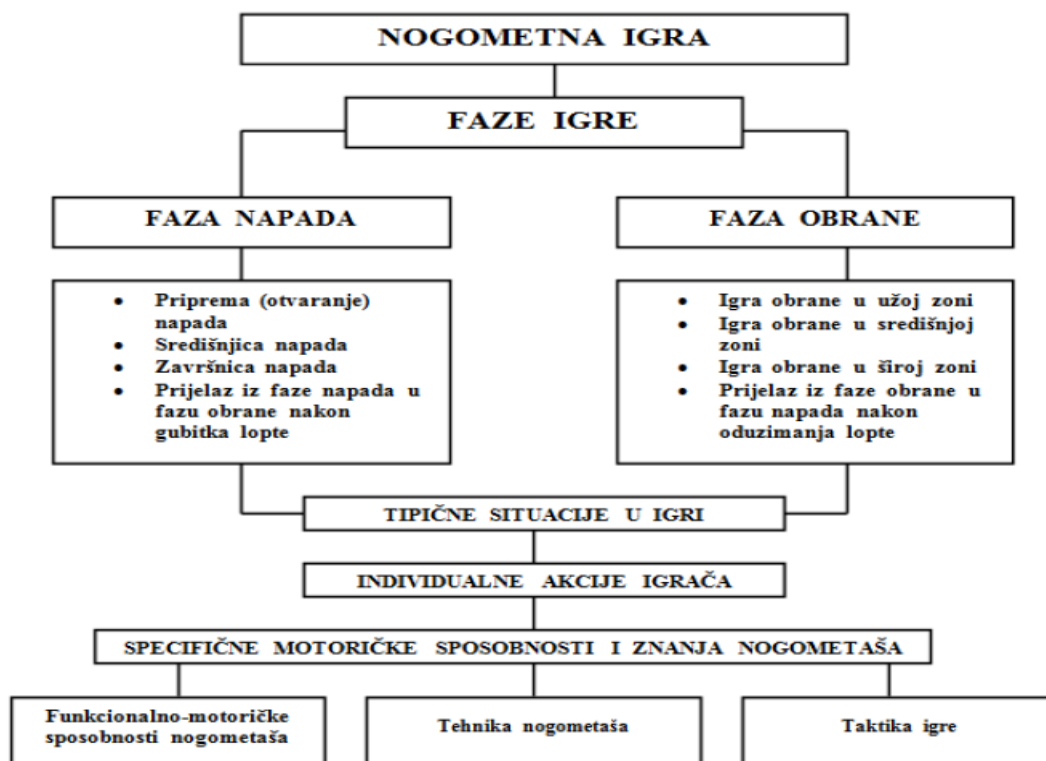 NOGOMETNA IGRA
FAZE IGRE
FAZA NAPADA
FAZA OBRANE
• Priprema (otvaranje)
napada
• Središnjica napada
• Završnica napada
• Prijelaz iz faze napada u
fazu obrane nakon
gubitka lopte
• Igra obrane u užoj zoni
• Igra obrane u središnjoj
zoni
• Igra obrane u široj zoni
• Prijelaz iz faze obrane u
fazu napada nakon
oduzimanja lopte
TIPIČNE SITUACIJE U IGRI
INDIVIDUALNE AKCIJE IGRAČA
SPECIFIČNE MOTORIČKE SPOSOBNOSTI I ZNANJA NOGOMETAŠA
Funkcionalno-motoričke
sposobnosti nogometaša
Tehnika nogometaša
Taktika igre